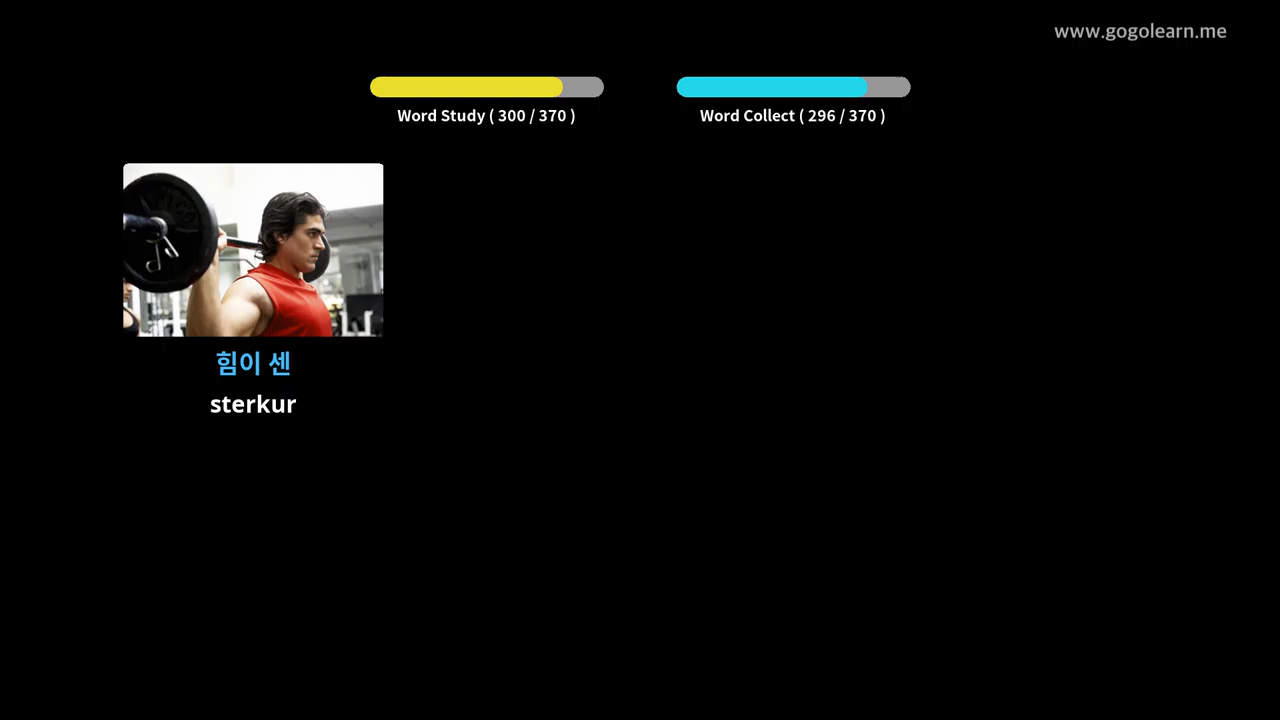 www.gogolearn.me
Word Study ( 300 / 370 )
Word Collect ( 296 / 370 )
힘이 센
sterkur